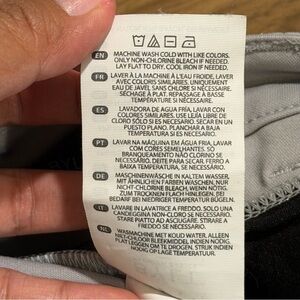 EN MACHINE WASH COLD WITH LIKE COLORS.
ONLY NON-CHLORINE BLEACH IF NEEDED.
LAY FLAT TO DRY. COOL IRON IF NEEDED.
FR LAVER À LA MACHINE À L'EAU FROIDE, LAVER
AVEC COLORIS SIMILAIRES. UNIQUEMENT
EAU DE JAVEL SANS CHLORE SI NÉCESSAIRE.
SÉCHAGE À PLAT. REPASSAGE À BASSE
TEMPÉRATURE SI NÉCESSAIRE.
ES LAVADORA DE AGUA FRÍA, LAVAR CON
COLORES SIMILARES. USE LEJÍA LIBRE DE
CLORO SÓLO SI ES NECESARIO. SECAR EN UN
PUESTO PLANO. PLANCHAR A BAJA
TEMPERATURA SI ES NECESARIO.
PT LAVAR NA MÁQUINA EM ÁGUA FRIA, LAVAR
COM CORES SEMELHANTES. SÓ
BRANQUEAMENTO NÃO CLORINO SE
NECESSÁRIO. DEITE PARA SECAR. FERRO A
TEMPERATURA BAIXA SE NECESSÁRIO.
DE MASCHINENWÄSCHE IN KALTEM WASSER,
MIT ÄHNLICHEN FARBEN WASCHEN. NUR
NICHT-CHLORINE BLEACH, WENN NÖTIG.
ZUM TROCKNEN FLACH HINLEGEN. BEI
BEDARF BEI NIEDRIGER TEMPERATUR BÜGELN.
IT LAVARE IN LAVATRICE A FREDDO. SOLO UNA
CANDEGGINA NON-CLORO SE NECESSARIO.
STARE PIATTO AD ASCIUGARE. STIRARE A
FREDDO SE NECESSARIO.
NL WASMACHINE MET KOUD WATER. ALLEEN
HET-CHLOOR BLEEKMIDDEL INDIEN NODIG.
PLAT LEGGEN OM TE DROGEN. STRIJK INDIEN
NODIG OP LAGE TEMPERATUUR.